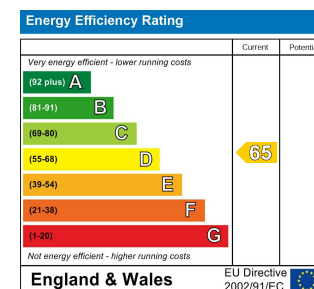 Energy Efficiency Rating
Current Potenti
Very energy efficient - lower running costs
(92 plus) A
(81-91) B
(69-80) C
(55-68) D
65
(39-54) E
(21-38) F
(1-20) G
Not energy efficient - higher running costs
England & Wales
EU Directive
2002/91/EC